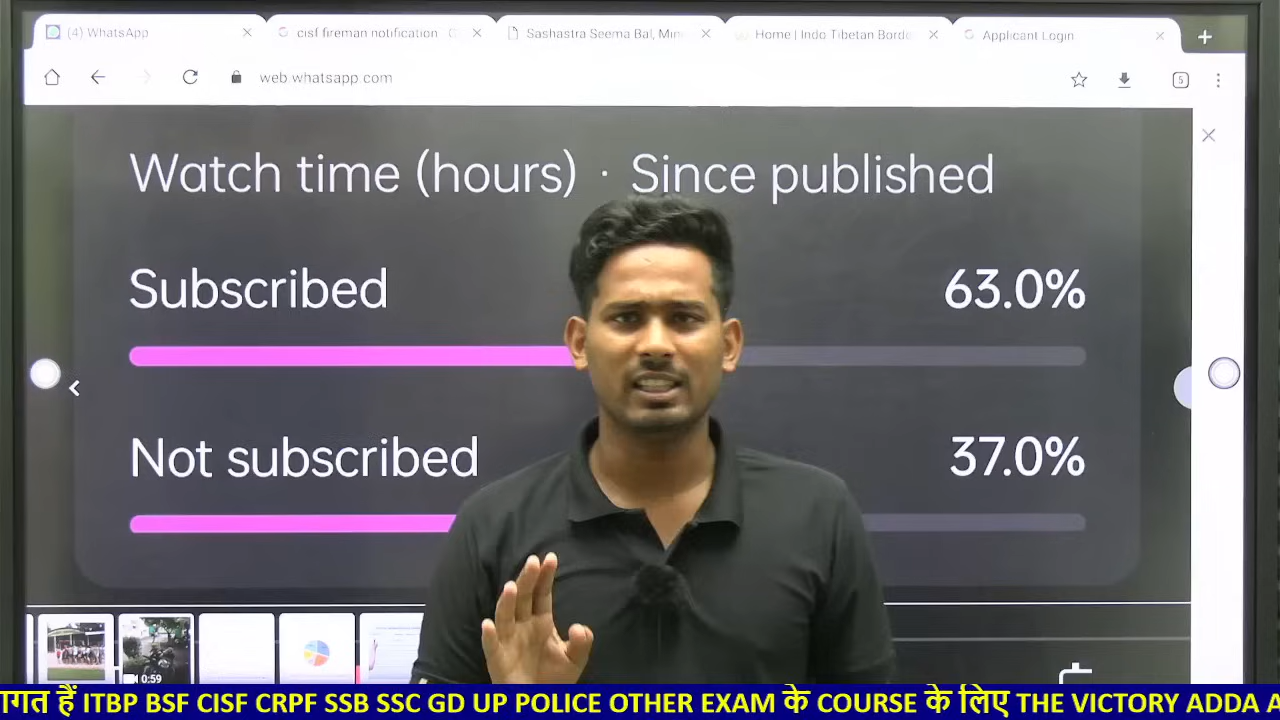 (4) WhatsApp
cisf fireman notification
Sashastra Seema Bal, Min
Home | Indo Tibetan Borde
Applicant Login
web.whatsapp.com
5
Watch time (hours) · Since published
Subscribed 63.0%
Not subscribed 37.0%
0:59
ागत हैं ITBP BSF CISF CRPF SSB SSC GD UP POLICE OTHER EXAM के COURSE के लिए THE VICTORY ADDA A